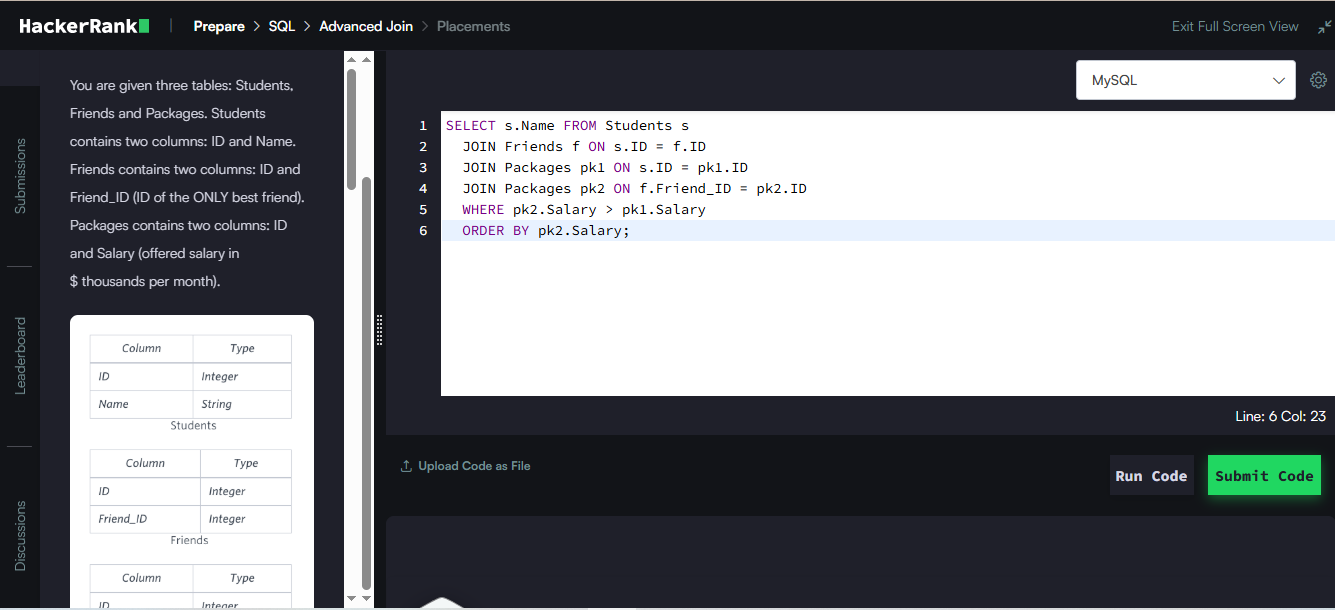 HackerRank | Prepare > SQL > Advanced Join > Placements
Exit Full Screen View
Submissions
Leaderboard
Discussions
You are given three tables: Students,
Friends and Packages. Students
contains two columns: ID and Name.
Friends contains two columns: ID and
Friend_ID (ID of the ONLY best friend).
Packages contains two columns: ID
and Salary (offered salary in
$ thousands per month).
Column Type
ID Integer
Name String
Students
Column Type
ID Integer
Friend_ID Integer
Friends
Column Type
ID Integer
MySQL
1 SELECT s.Name FROM Students s
2 JOIN Friends f ON s.ID = f.ID
3 JOIN Packages pk1 ON s.ID = pk1.ID
4 JOIN Packages pk2 ON f.Friend_ID = pk2.ID
5 WHERE pk2.Salary > pk1.Salary
6 ORDER BY pk2.Salary;
Line: 6 Col: 23
Upload Code as File
Run Code
Submit Code